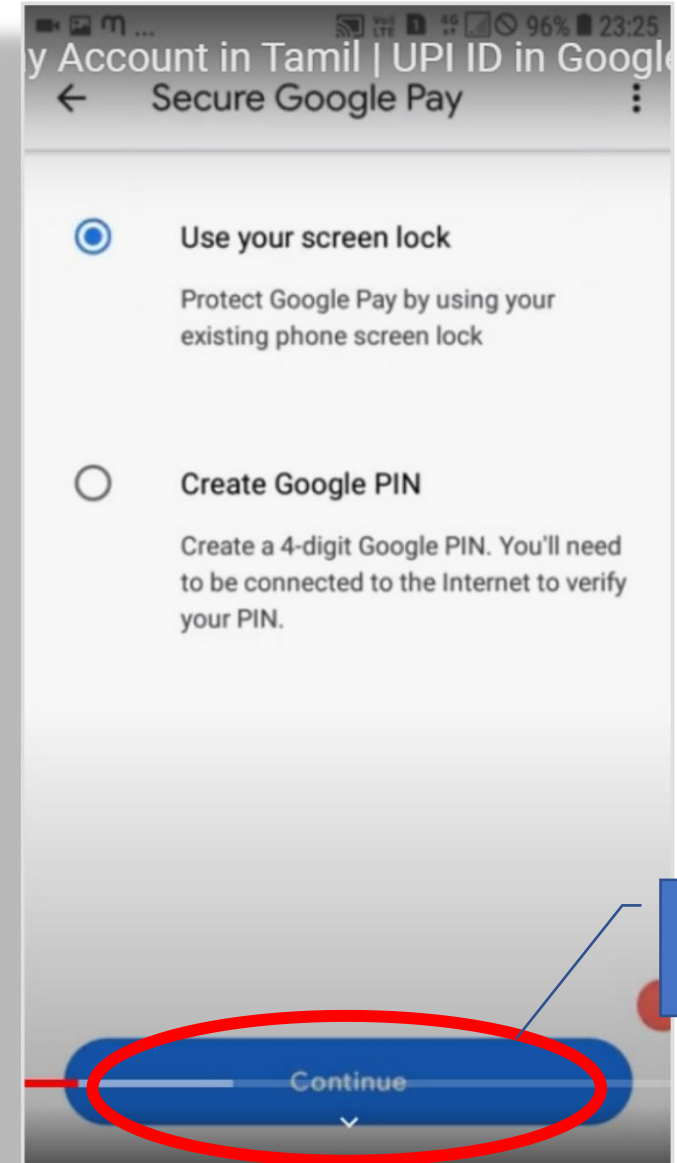 96% 23:25
y Account in Tamil | UPI ID in Google
Secure Google Pay
Use your screen lock
Protect Google Pay by using your
existing phone screen lock
Create Google PIN
Create a 4-digit Google PIN. You'll need
to be connected to the Internet to verify
your PIN.
Continue